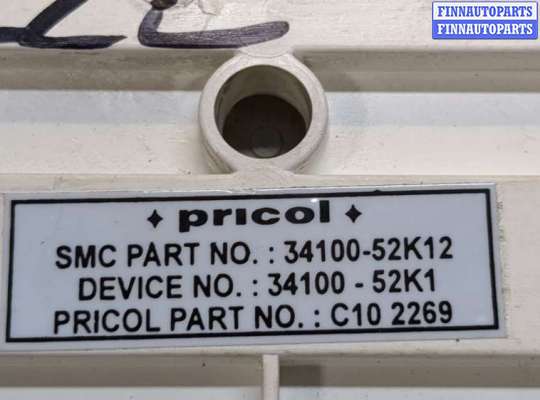 FINNAUTOPARTS
FINNAUTOPARTS
pricol
SMC PART NO. : 34100-52K12
DEVICE NO. : 34100 - 52K1
PRICOL PART NO. : C10 2269